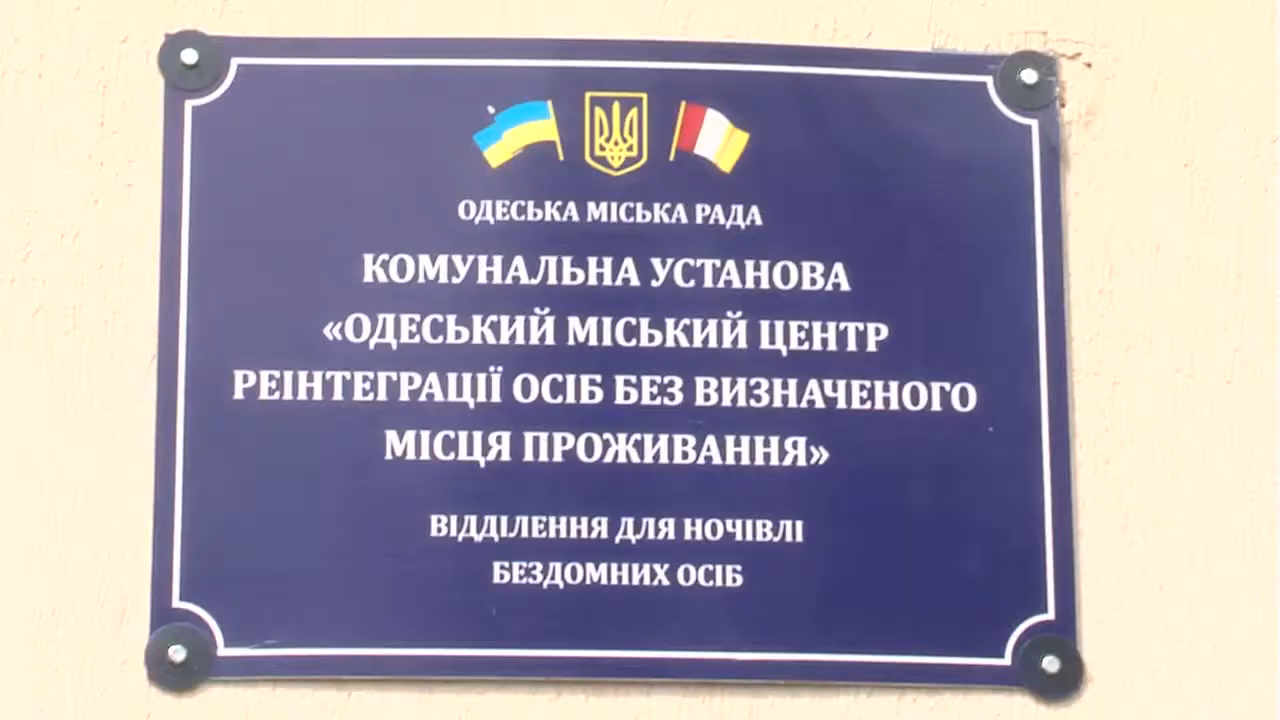 ОДЕСЬКА МІСЬКА РАДА
КОМУНАЛЬНА УСТАНОВА
«ОДЕСЬКИЙ МІСЬКИЙ ЦЕНТР
РЕІНТЕГРАЦІЇ ОСІБ БЕЗ ВИЗНАЧЕНОГО
МІСЦЯ ПРОЖИВАННЯ»
ВІДДІЛЕННЯ ДЛЯ НОЧІВЛІ
БЕЗДОМНИХ ОСІБ